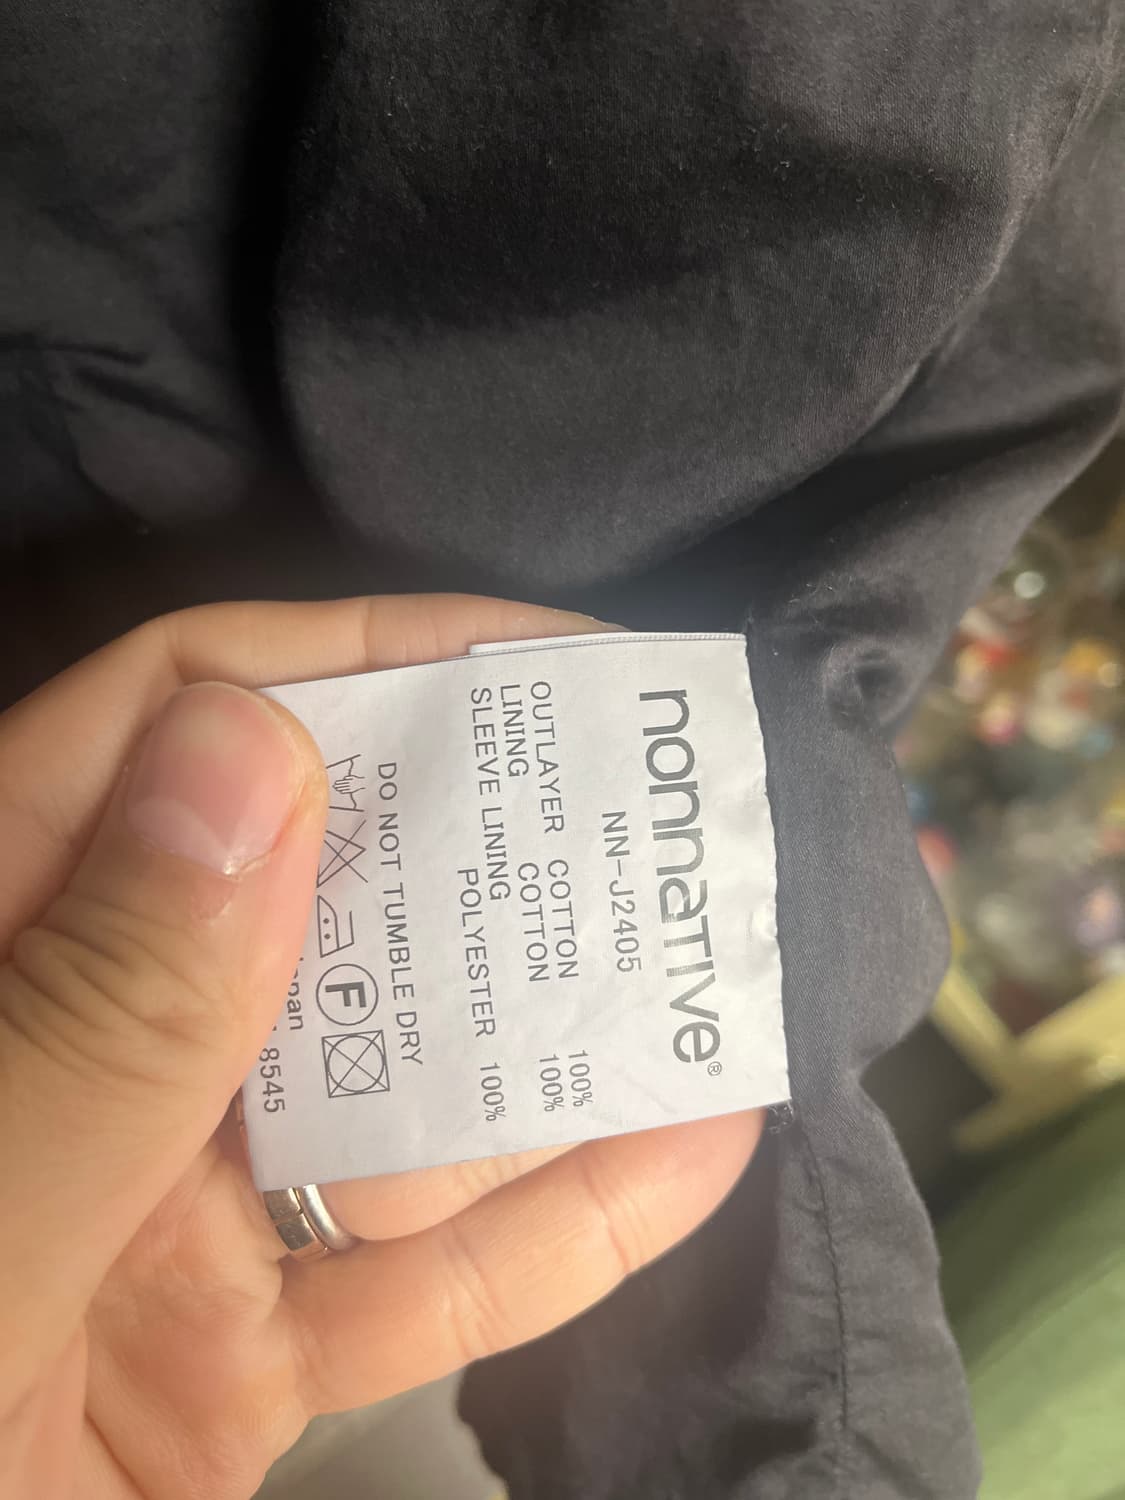 nonnative®
NN-J2405
OUTLAYER COTTON 100%
LINING COTTON 100%
SLEEVE LINING
POLYESTER 100%
DO NOT TUMBLE DRY
F
8545